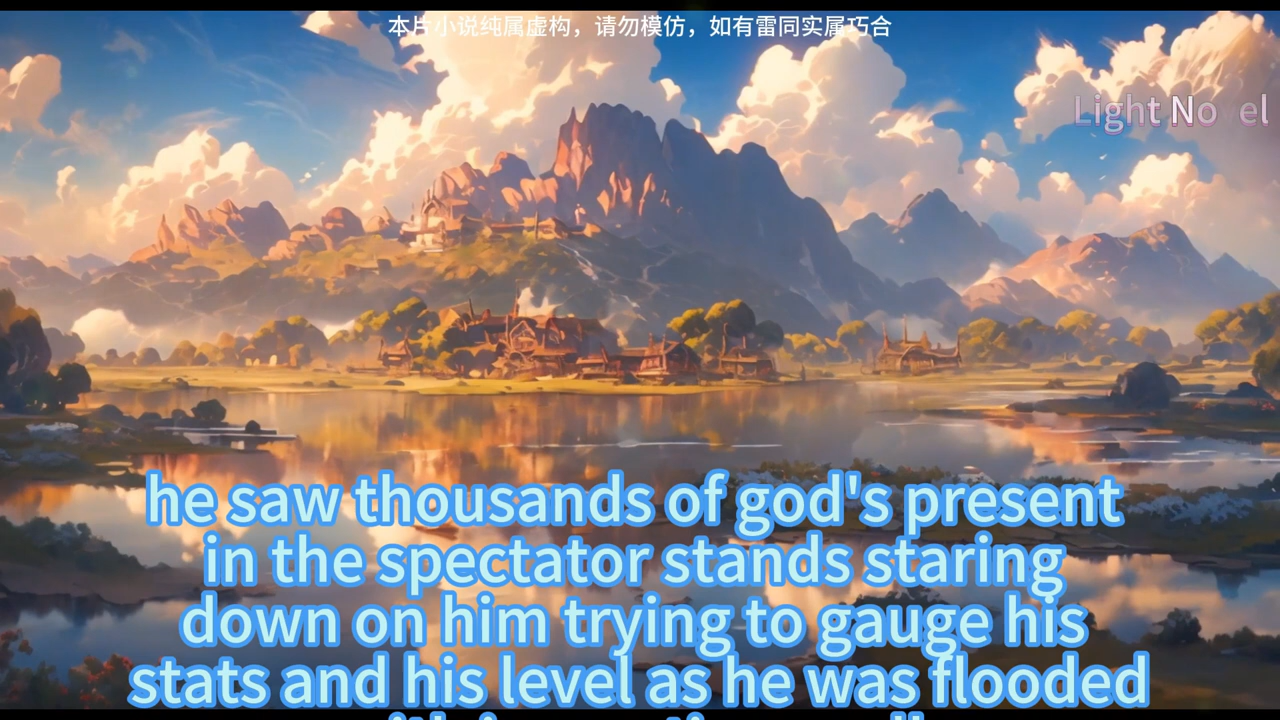 本片小说纯属虚构，请勿模仿，如有雷同实属巧合
Light No el
he saw thousands of god's present
in the spectator stands staring
down on him trying to gauge his
stats and his level as he was flooded